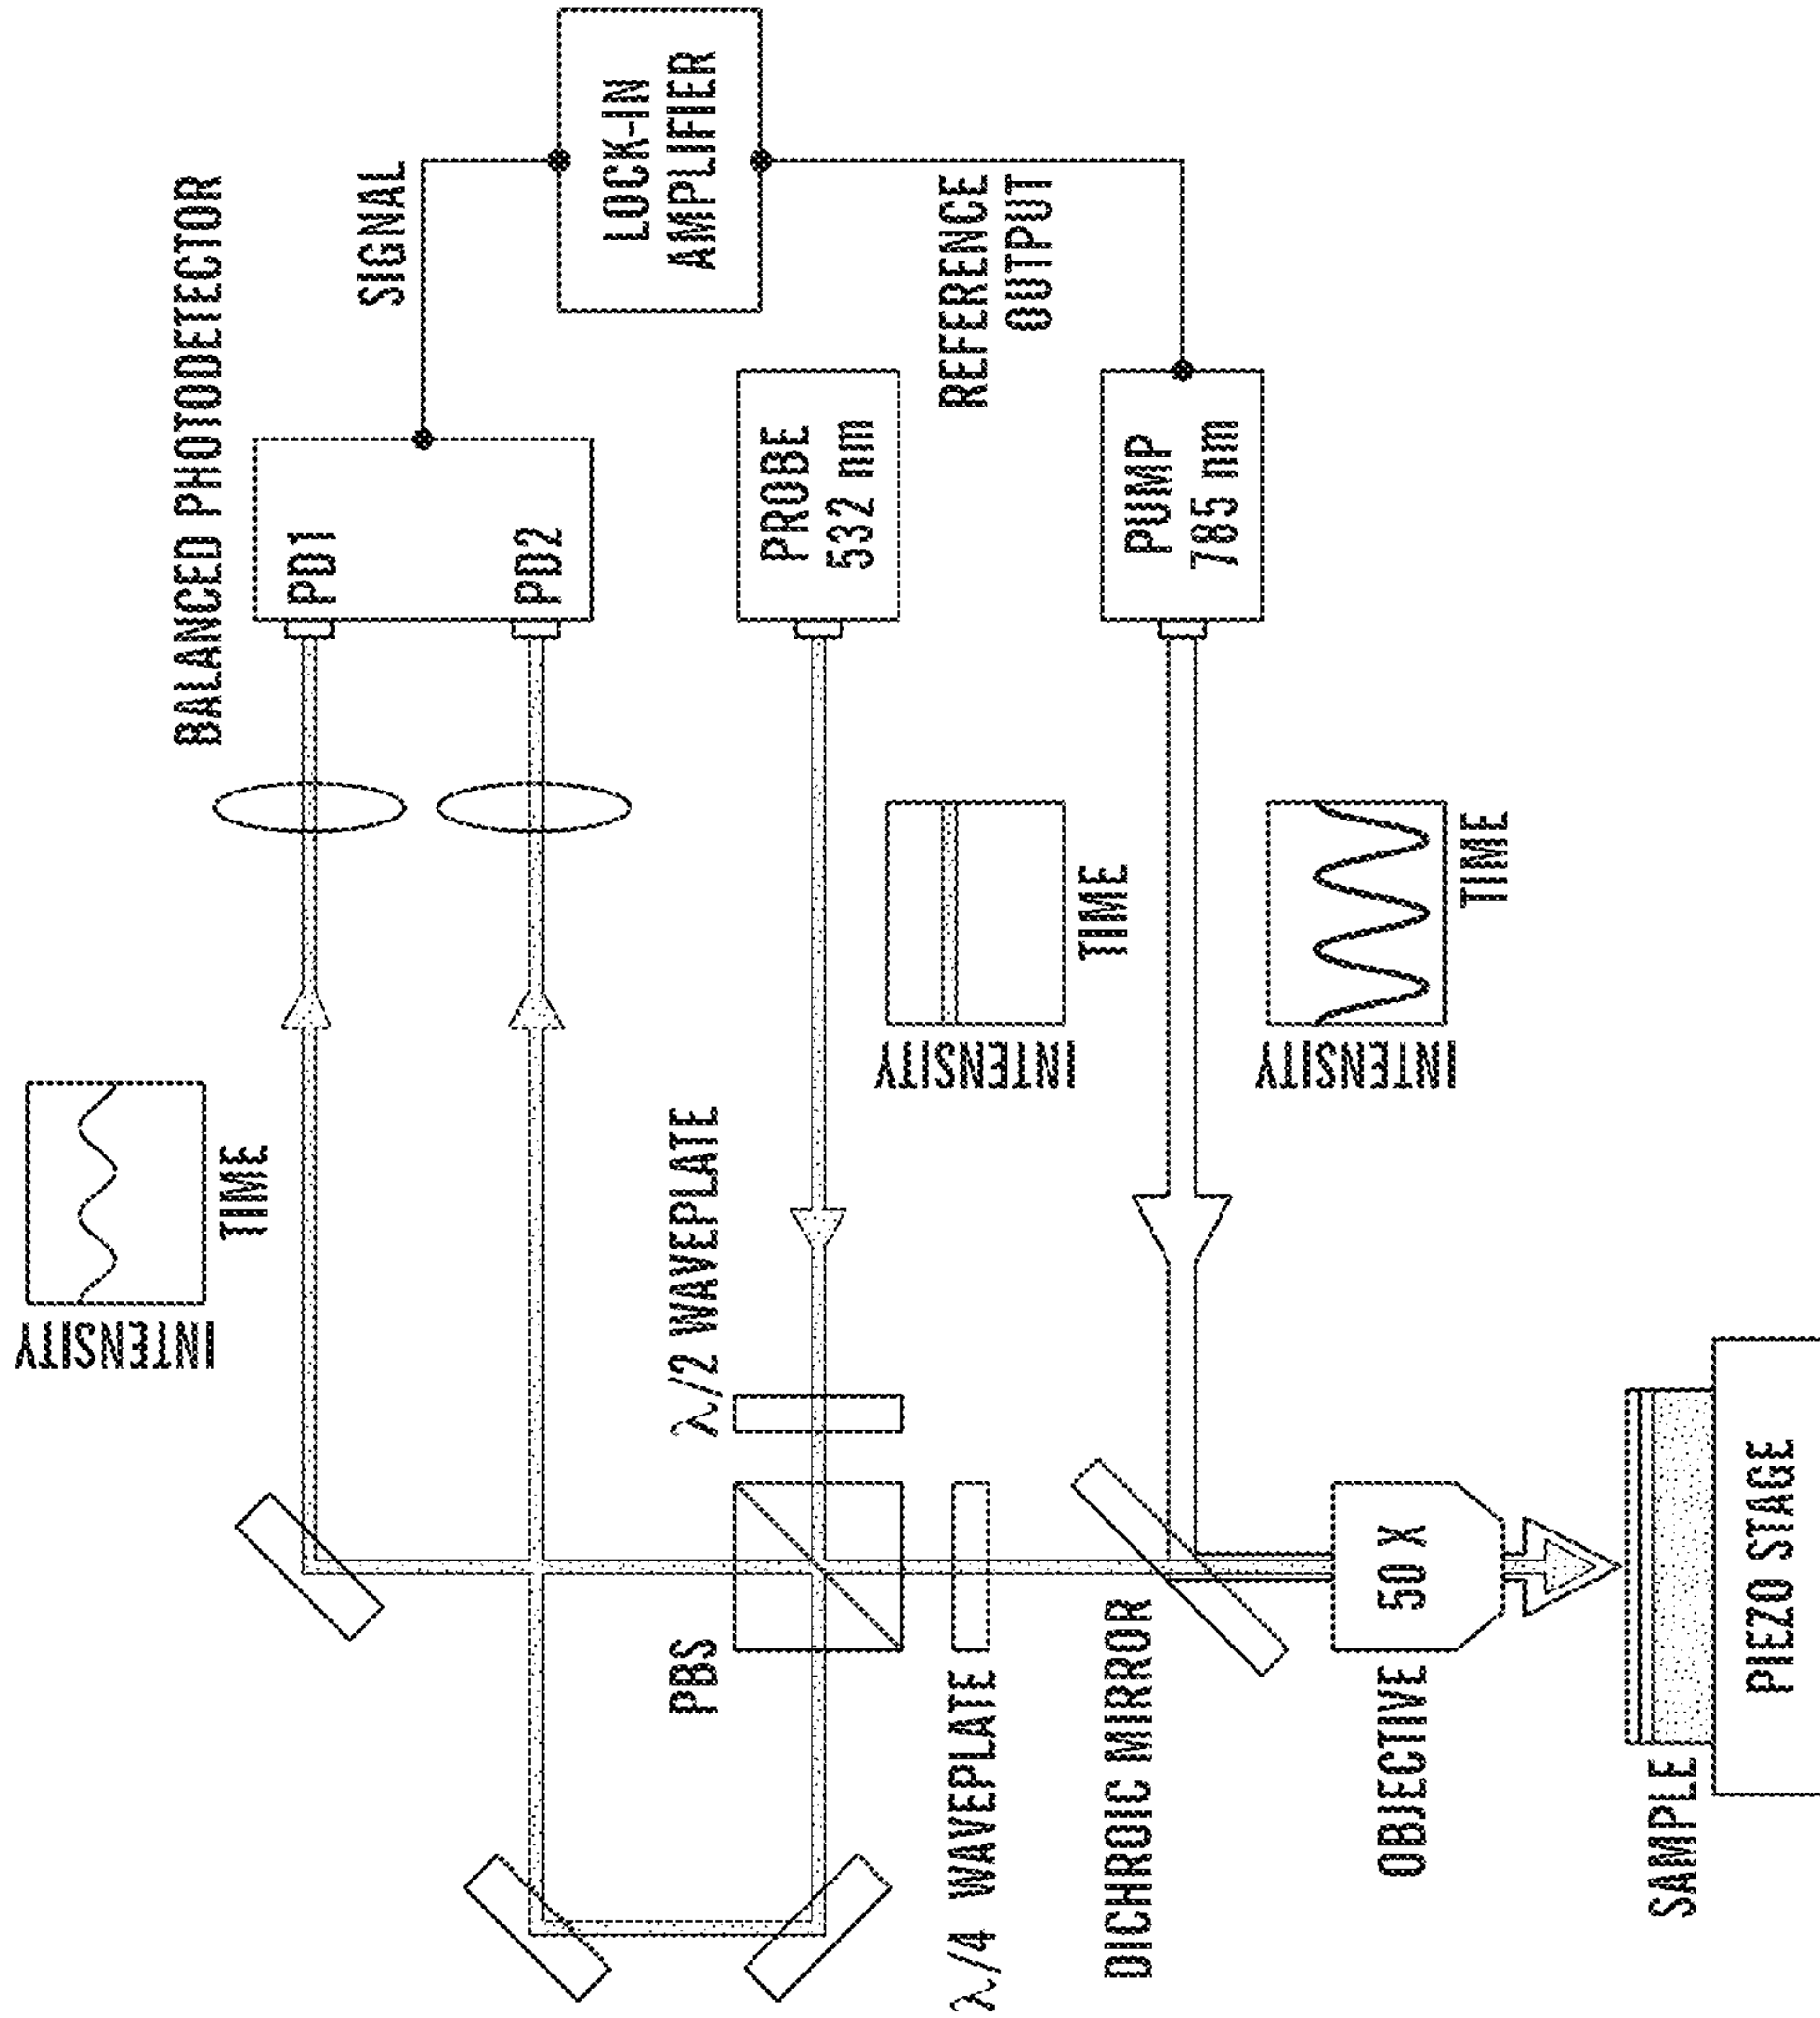 BALANCED PHOTODETECTOR
PD1
PD2
SIGNAL
LOCK-IN
AMPLIFIER
REFERENCE
OUTPUT
PROBE
532 nm
PUMP
785 nm
INTENSITY
TIME
INTENSITY
TIME
INTENSITY
TIME
λ/2 WAVEPLATE
PBS
λ/4 WAVEPLATE
DICHROIC MIRROR
OBJECTIVE
50 X
SAMPLE
PIEZO STAGE